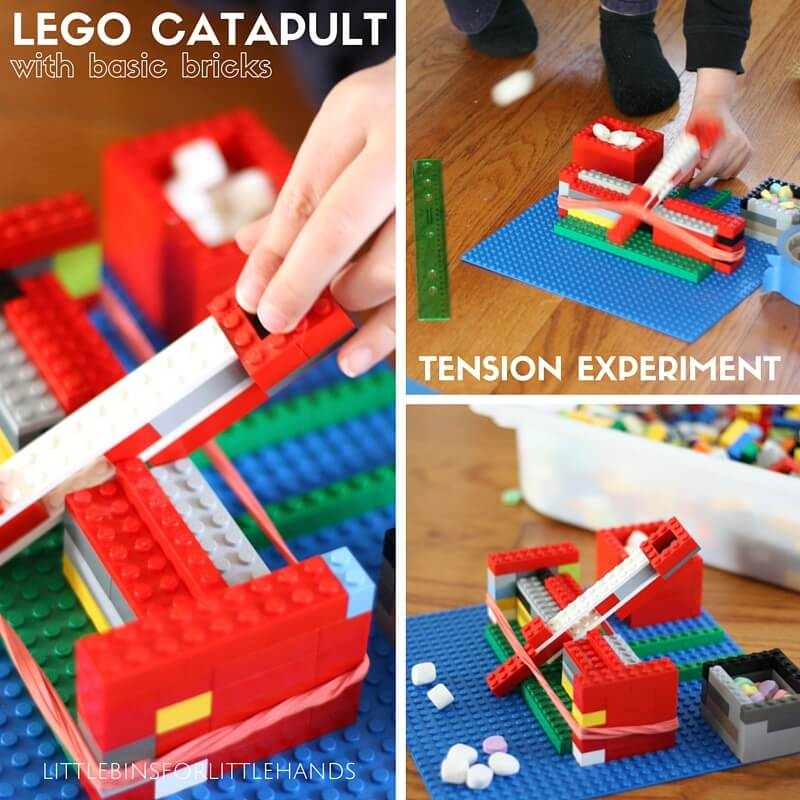 LEGO CATAPULT
with basic bricks
TENSION EXPERIMENT
LITTLEBINSFORLITTLEHANDS